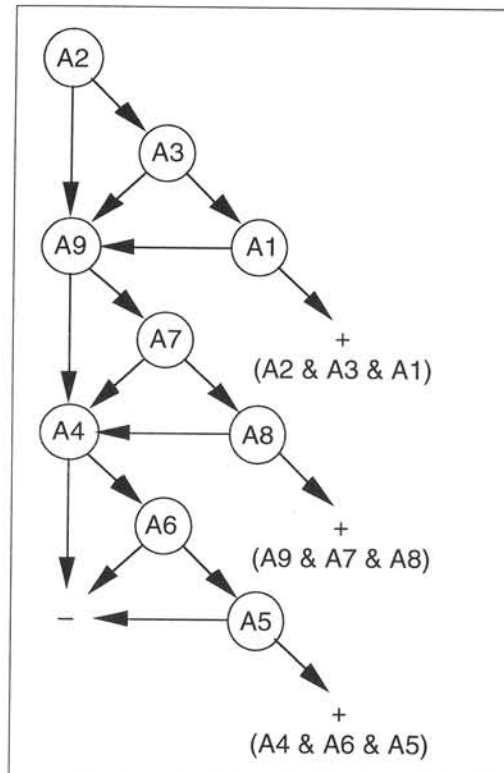 A2
A3
A9
A1
+
(A2 & A3 & A1)
A7
A4
A8
+
(A9 & A7 & A8)
A6
–
A5
+
(A4 & A6 & A5)